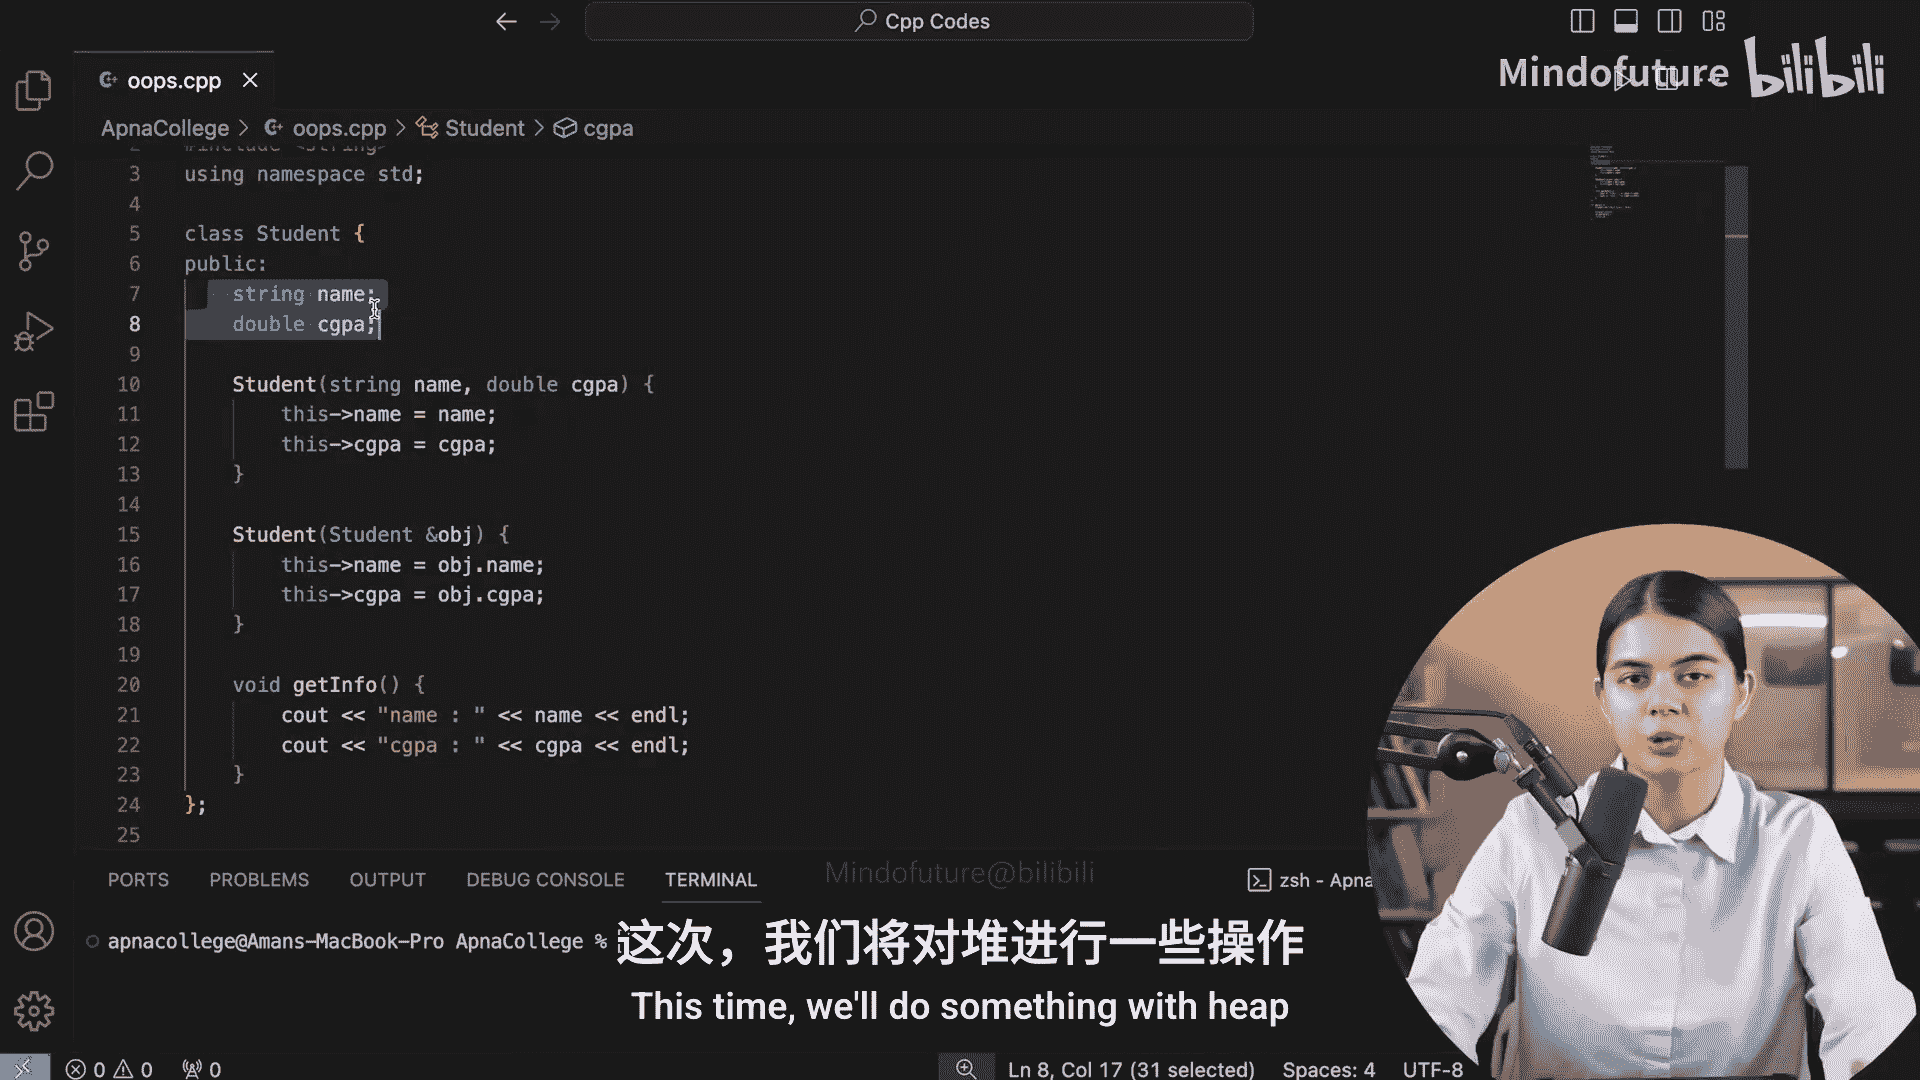 Cpp Codes
Mindofuture bilibili
oops.cpp
ApnaCollege > oops.cpp > Student > cgpa
2 #include <string>
3 using namespace std;
4
5 class Student {
6 public:
7 string name;
8 double cgpa;
9
10 Student(string name, double cgpa) {
11 this->name = name;
12 this->cgpa = cgpa;
13 }
14
15 Student(Student &obj) {
16 this->name = obj.name;
17 this->cgpa = obj.cgpa;
18 }
19
20 void getInfo() {
21 cout << "name : " << name << endl;
22 cout << "cgpa : " << cgpa << endl;
23 }
24 };
25
PORTS PROBLEMS OUTPUT DEBUG CONSOLE TERMINAL Mindofuture@bilibili zsh - Apna
apnacollege@Amans-MacBook-Pro ApnaCollege %
这次，我们将对堆进行一些操作
This time, we'll do something with heap
0 0 0 Ln 8, Col 17 (31 selected) Spaces: 4 UTF-8